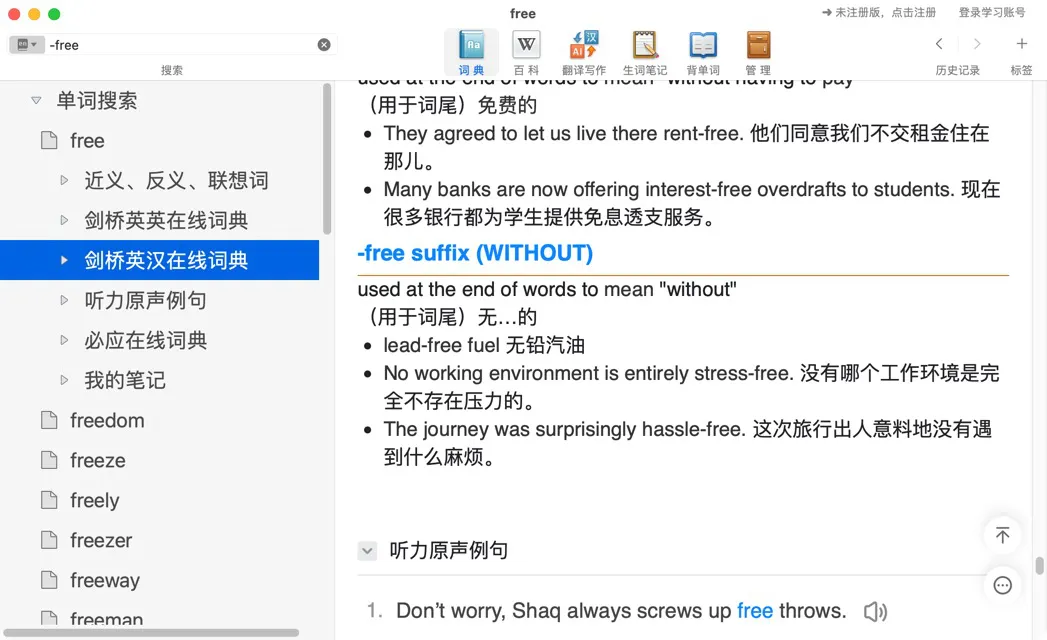 free
➔ 未注册版，点击注册 登录学习账号
-free
搜索
词典
百科
翻译写作
生词笔记
背单词
管理
历史记录
标签
单词搜索
free
近义、反义、联想词
剑桥英英在线词典
剑桥英汉在线词典
听力原声例句
必应在线词典
我的笔记
freedom
freeze
freely
freezer
freeway
freeman
used at the end of words to mean "without having to pay"
（用于词尾）免费的
• They agreed to let us live there rent-free. 他们同意我们不交租金住在
那儿。
• Many banks are now offering interest-free overdrafts to students. 现在
很多银行都为学生提供免息透支服务。
-free suffix (WITHOUT)
used at the end of words to mean "without"
（用于词尾）无…的
• lead-free fuel 无铅汽油
• No working environment is entirely stress-free. 没有哪个工作环境是完
全不存在压力的。
• The journey was surprisingly hassle-free. 这次旅行出人意料地没有遇
到什么麻烦。
听力原声例句
1. Don’t worry, Shaq always screws up free throws.